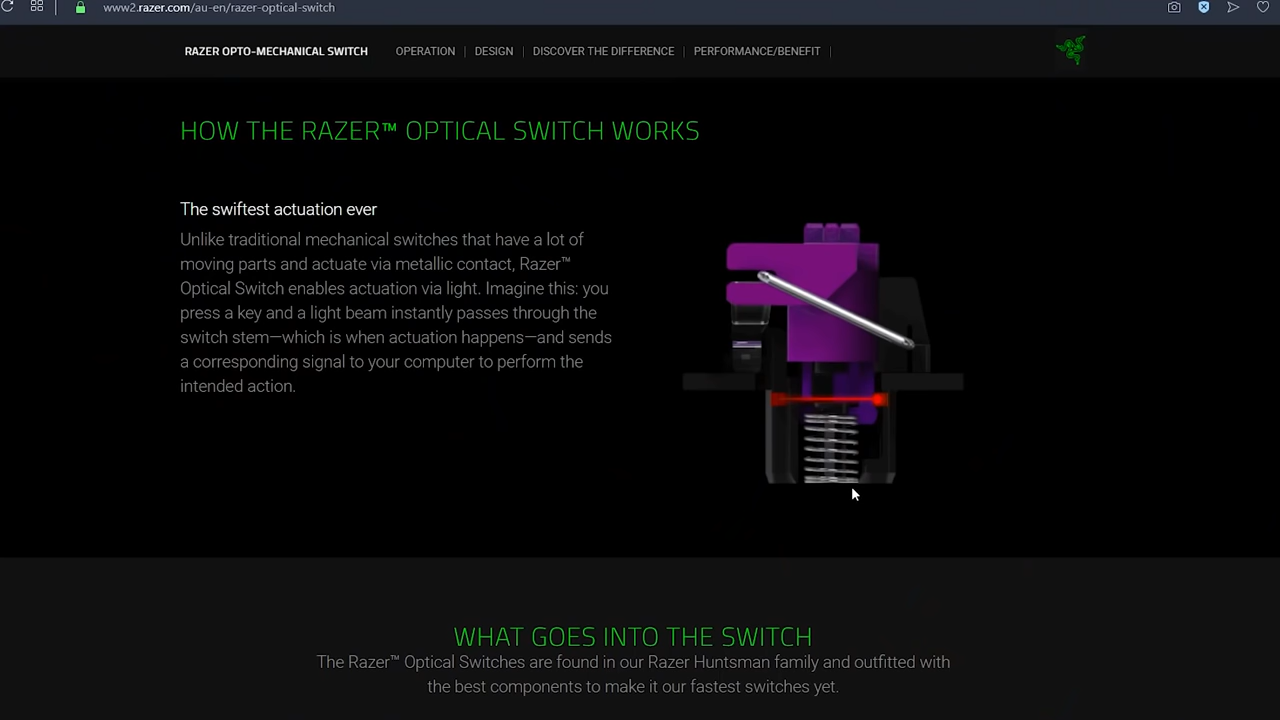 www2.razer.com/au-en/razer-optical-switch
RAZER OPTO-MECHANICAL SWITCH OPERATION DESIGN DISCOVER THE DIFFERENCE PERFORMANCE/BENEFIT
HOW THE RAZER™ OPTICAL SWITCH WORKS
The swiftest actuation ever
Unlike traditional mechanical switches that have a lot of
moving parts and actuate via metallic contact, Razer™
Optical Switch enables actuation via light. Imagine this: you
press a key and a light beam instantly passes through the
switch stem—which is when actuation happens—and sends
a corresponding signal to your computer to perform the
intended action.
WHAT GOES INTO THE SWITCH
The Razer™ Optical Switches are found in our Razer Huntsman family and outfitted with
the best components to make it our fastest switches yet.